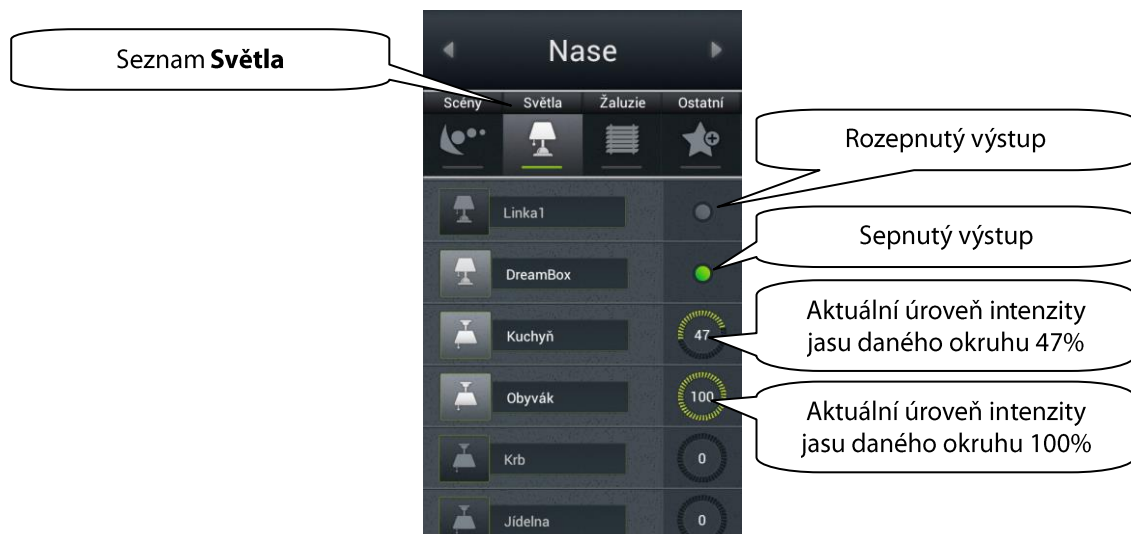 Seznam Světla
Nase
Scény Světla Žaluzie Ostatní
Rozepnutý výstup
Linka1
Sepnutý výstup
DreamBox
Aktuální úroveň intenzity
jasu daného okruhu 47%
Kuchyň 47
Obyvák 100
Aktuální úroveň intenzity
jasu daného okruhu 100%
Krb 0
Jídelna 0